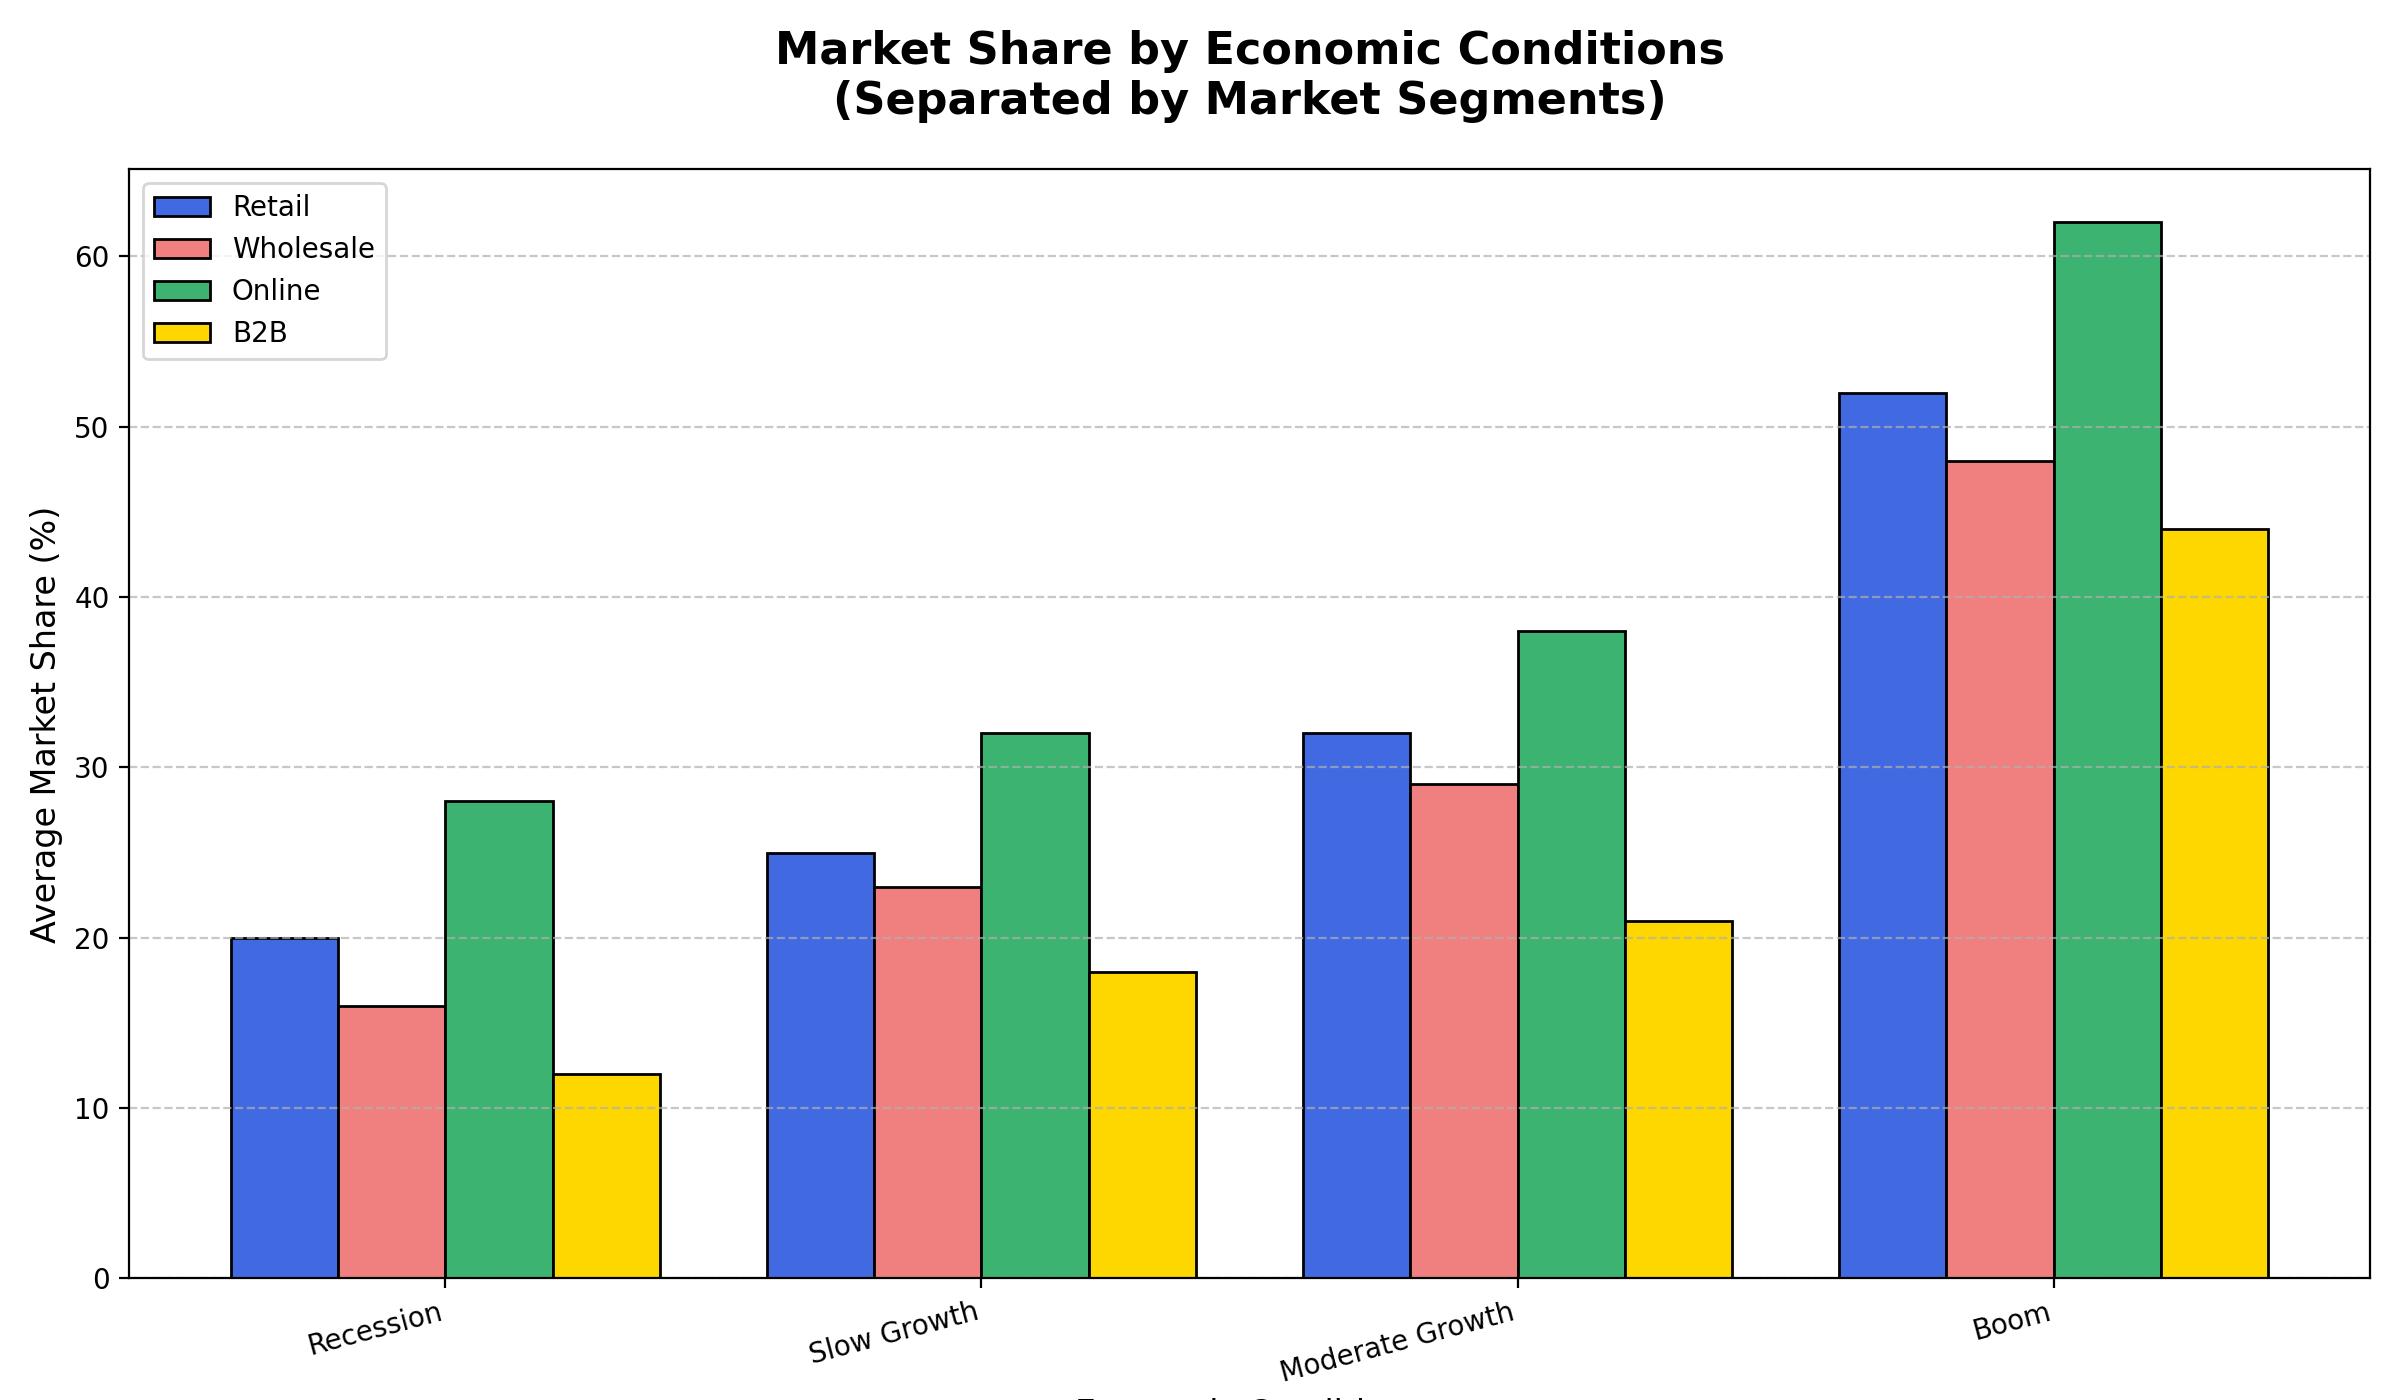 Market Share by Economic Conditions
(Separated by Market Segments)
Retail
Wholesale
Online
B2B
Average Market Share (%)
60
50
40
30
20
10
0
Recession
Slow Growth
Moderate Growth
Boom